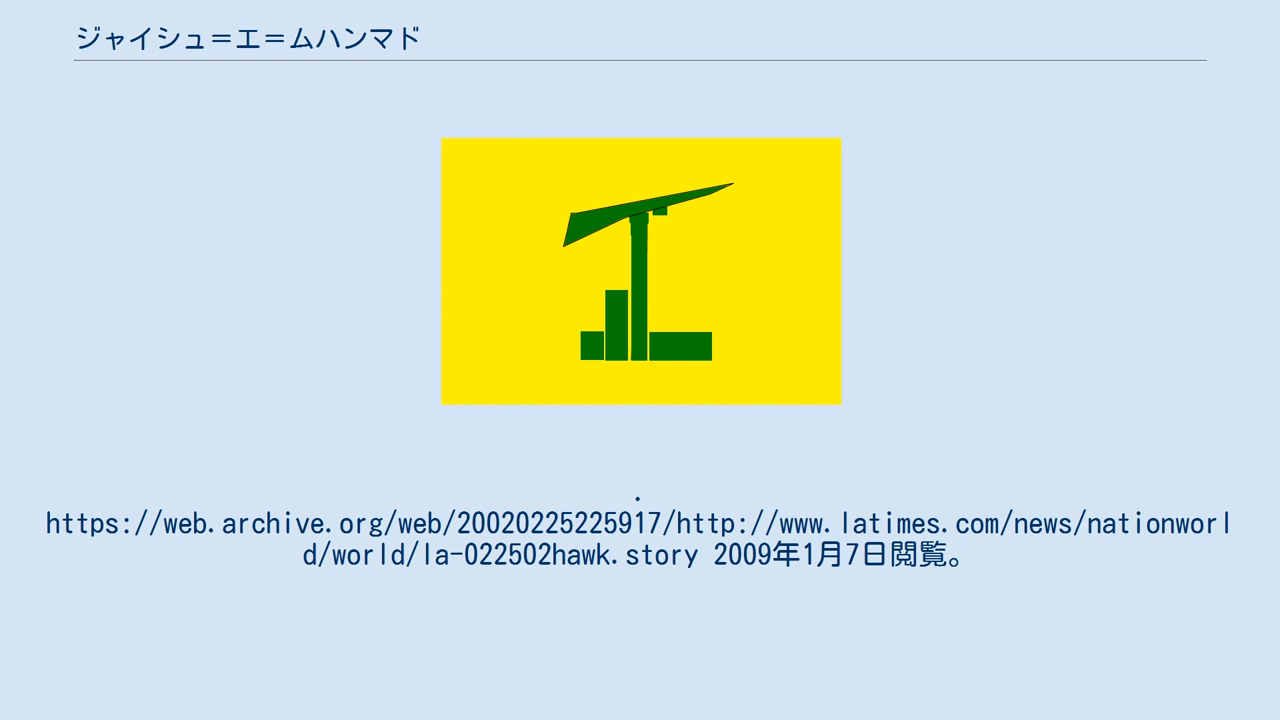 ジャイシュ＝エ＝ムハンマド
.
https://web.archive.org/web/20020225225917/http://www.latimes.com/news/nationworl
d/world/la-022502hawk.story 2009年1月7日閲覧。